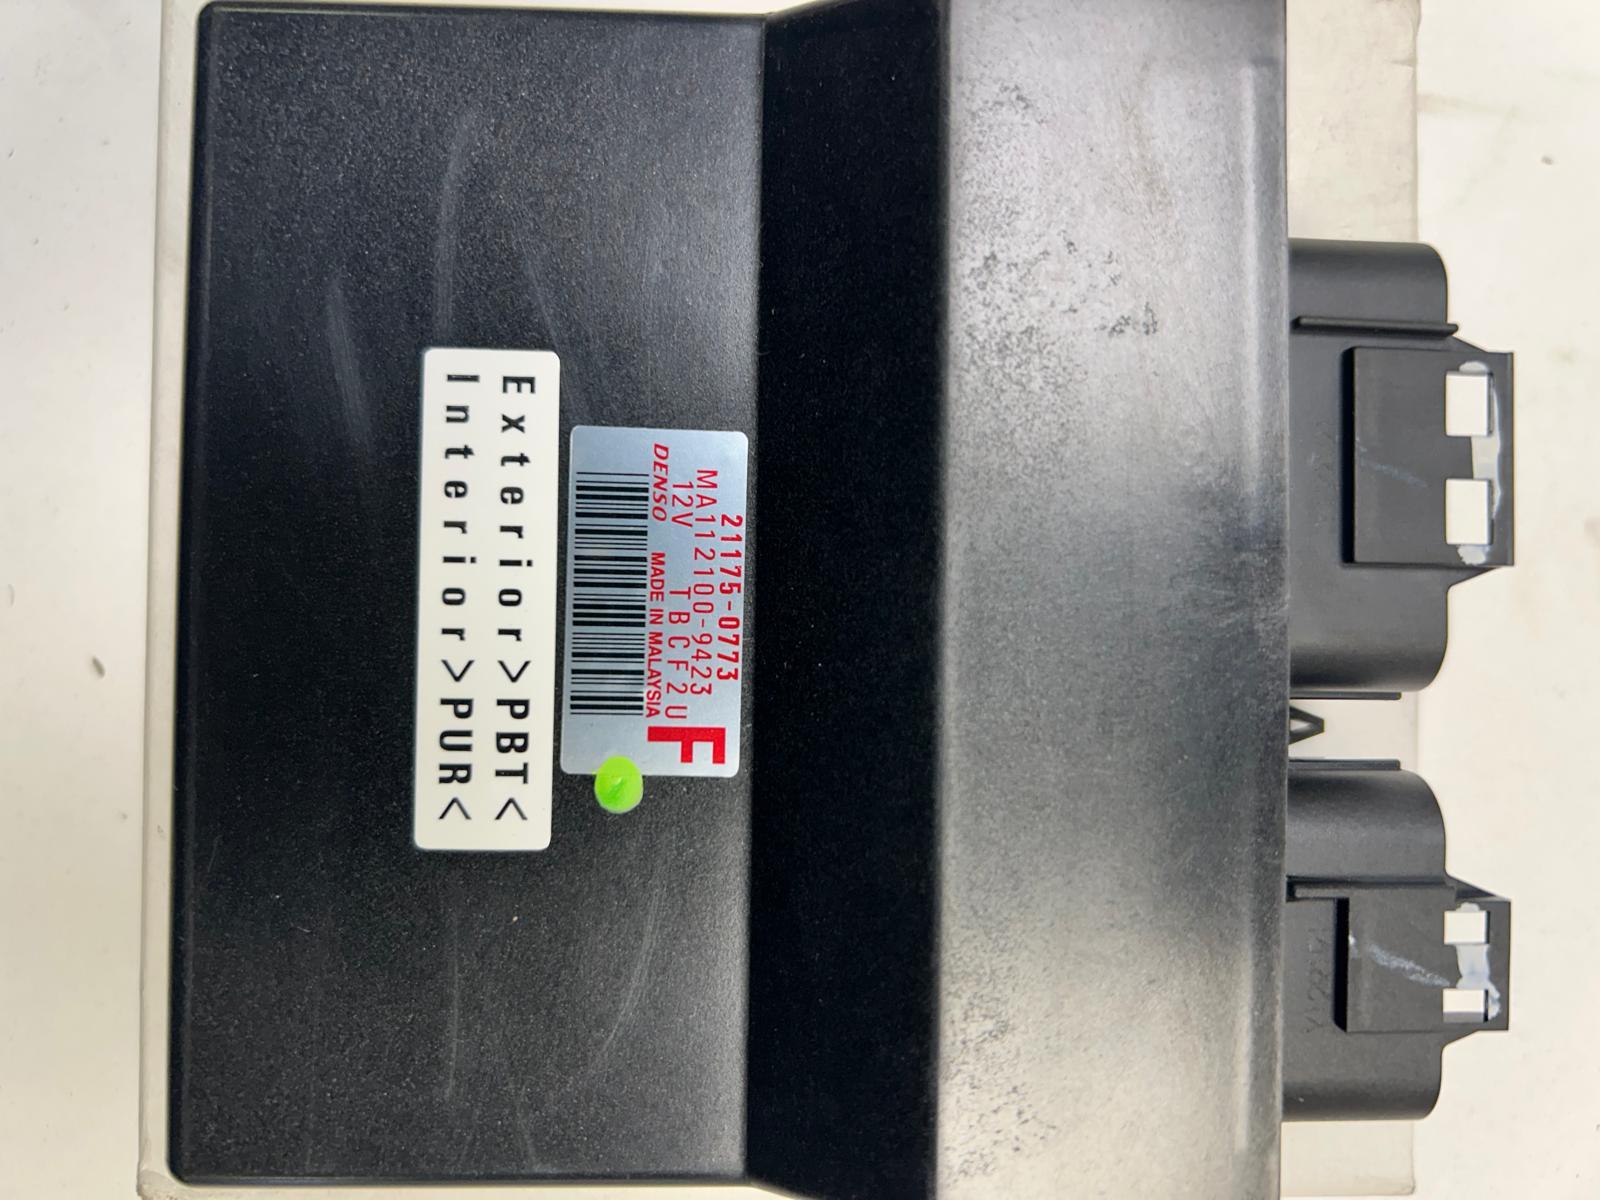 21175-0773
MA112100-9423
12V TBCF2U
DENSO MADE IN MALAYSIA
F
Exterior>PBT<
Interior>PUR<